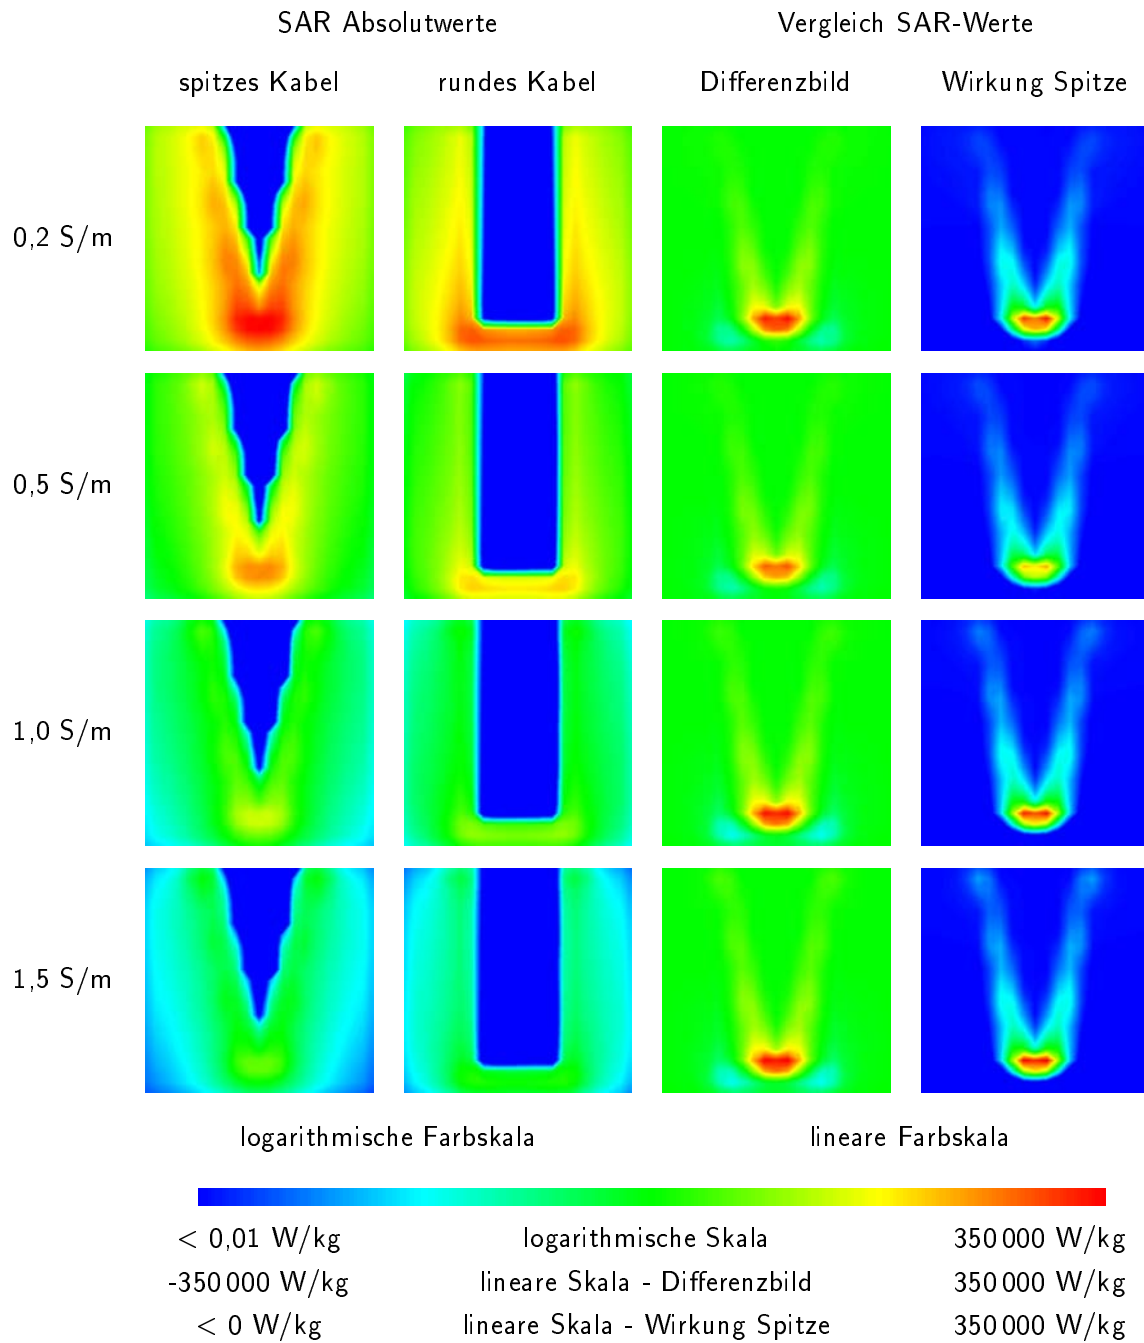 SAR Absolutwerte Vergleich SAR-Werte
spitzes Kabel rundes Kabel Differenzbild Wirkung Spitze
0,2 S/m
0,5 S/m
1,0 S/m
1,5 S/m
logarithmische Farbskala lineare Farbskala
< 0,01 W/kg logarithmische Skala 350 000 W/kg
-350 000 W/kg lineare Skala - Differenzbild 350 000 W/kg
< 0 W/kg lineare Skala - Wirkung Spitze 350 000 W/kg